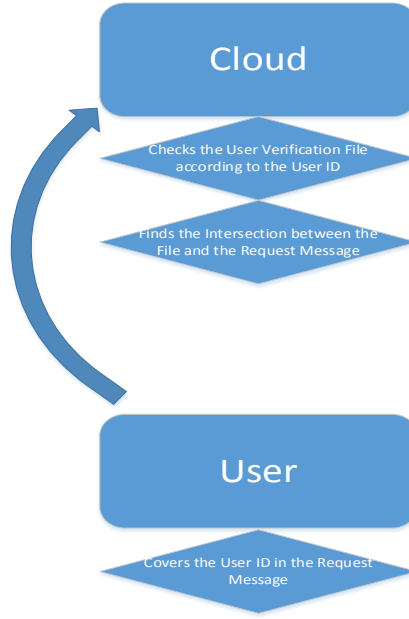 Cloud
Checks the User Verification File
according to the User ID
Finds the Intersection between the
File and the Request Message
User
Covers the User ID in the Request
Message